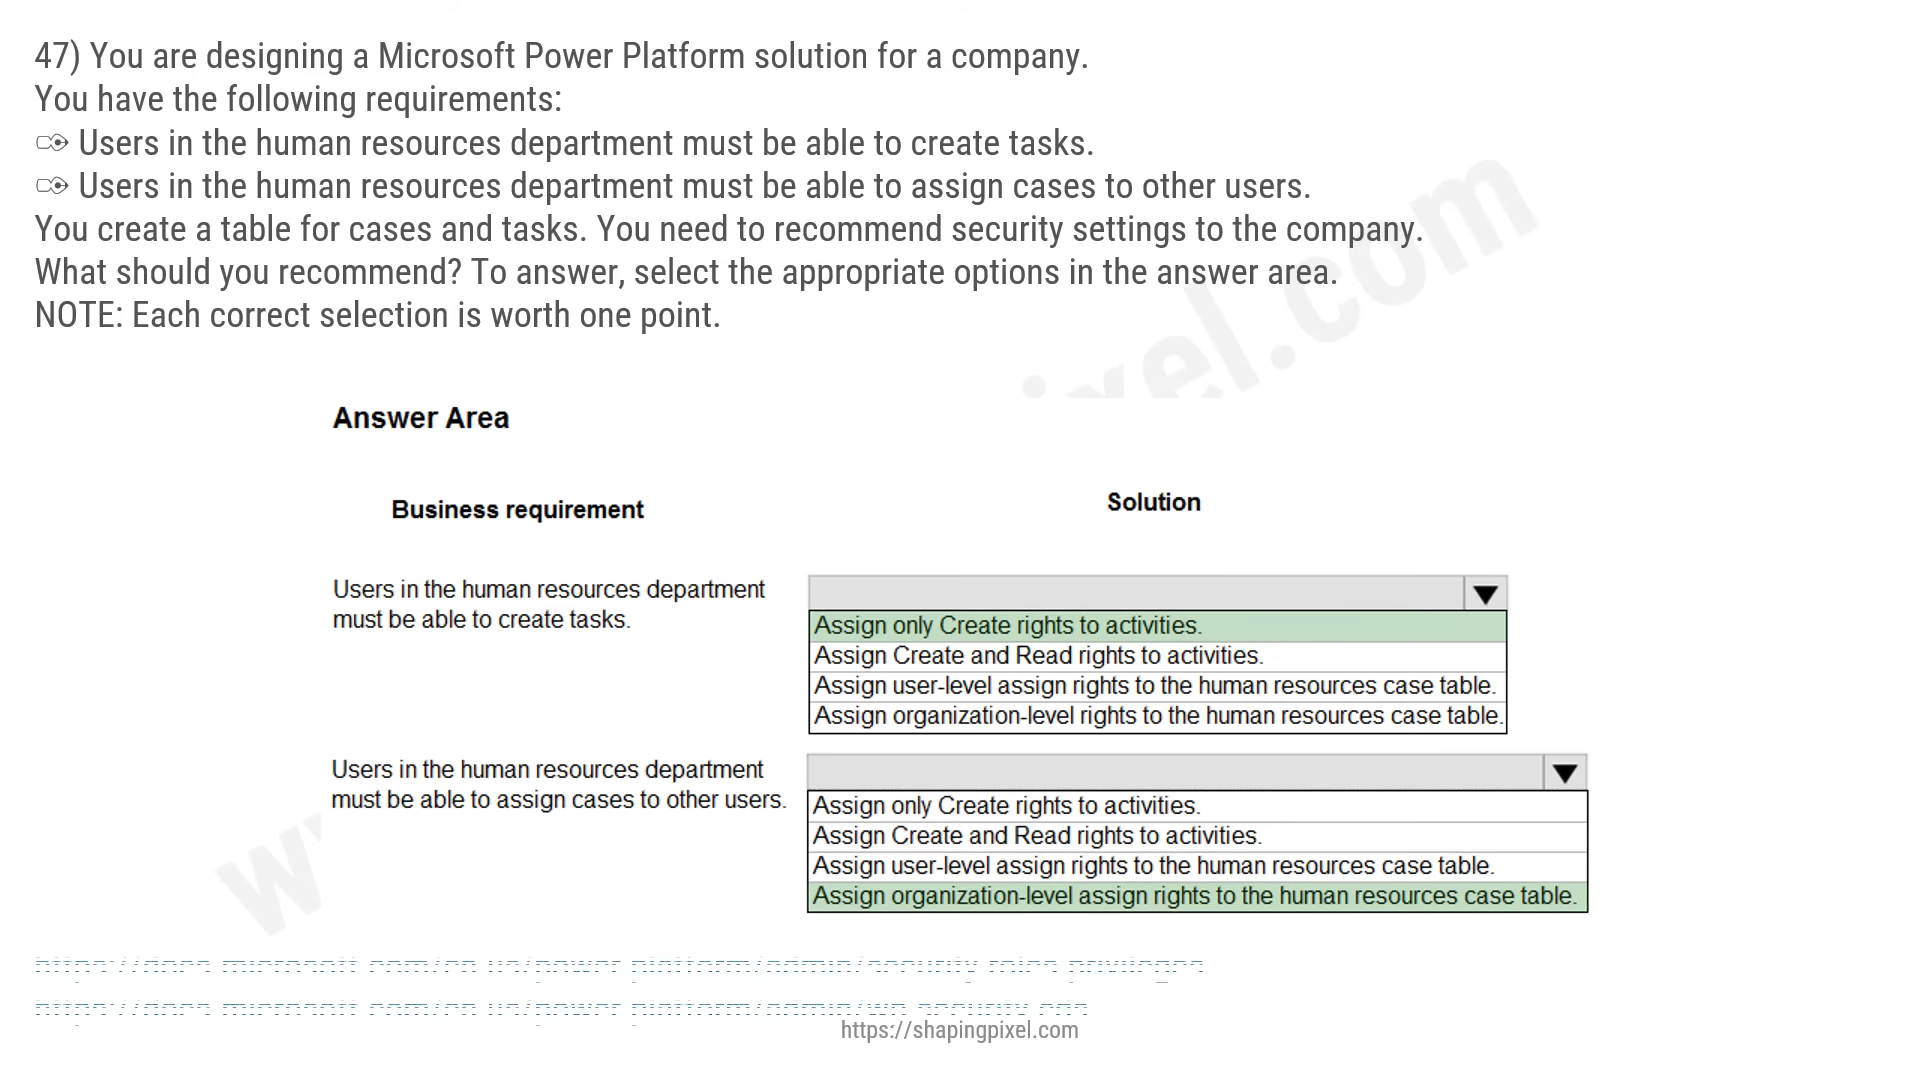 47) You are designing a Microsoft Power Platform solution for a company.
You have the following requirements:
Users in the human resources department must be able to create tasks.
Users in the human resources department must be able to assign cases to other users.
You create a table for cases and tasks. You need to recommend security settings to the company.
What should you recommend? To answer, select the appropriate options in the answer area.
NOTE: Each correct selection is worth one point.
Answer Area
Business requirement
Solution
Users in the human resources department
must be able to create tasks.
Assign only Create rights to activities.
Assign Create and Read rights to activities.
Assign user-level assign rights to the human resources case table.
Assign organization-level rights to the human resources case table.
Users in the human resources department
must be able to assign cases to other users.
Assign only Create rights to activities.
Assign Create and Read rights to activities.
Assign user-level assign rights to the human resources case table.
Assign organization-level assign rights to the human resources case table.
https://shapingpixel.com